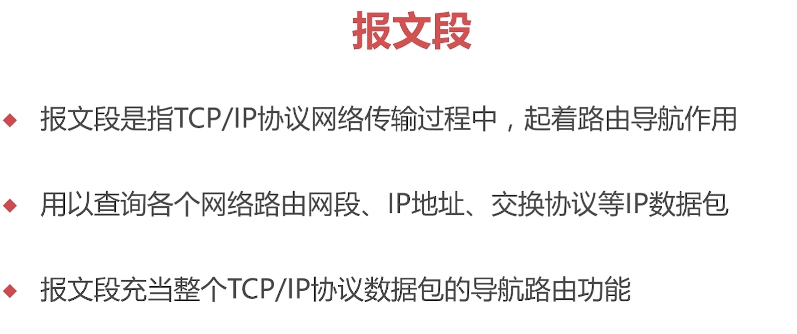 报文段
报文段是指TCP/IP协议网络传输过程中，起着路由导航作用
用以查询各个网络路由网段、IP地址、交换协议等IP数据包
报文段充当整个TCP/IP协议数据包的导航路由功能